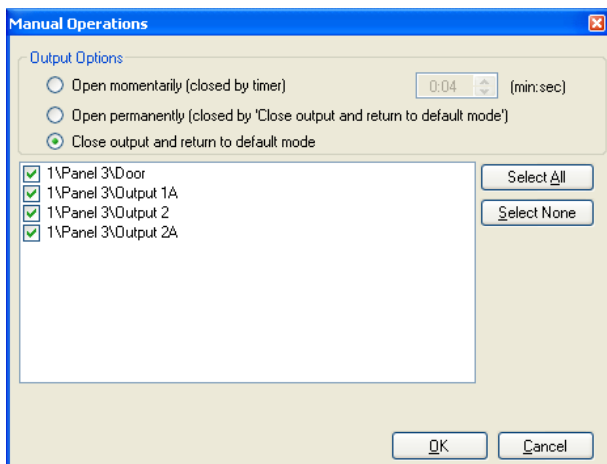 Manual Operations
Output Options
Open momentarily (closed by timer)
0:04
(min:sec)
Open permanently (closed by 'Close output and return to default mode')
Close output and return to default mode
1\Panel 3\Door
1\Panel 3\Output 1A
1\Panel 3\Output 2
1\Panel 3\Output 2A
Select All
Select None
OK
Cancel